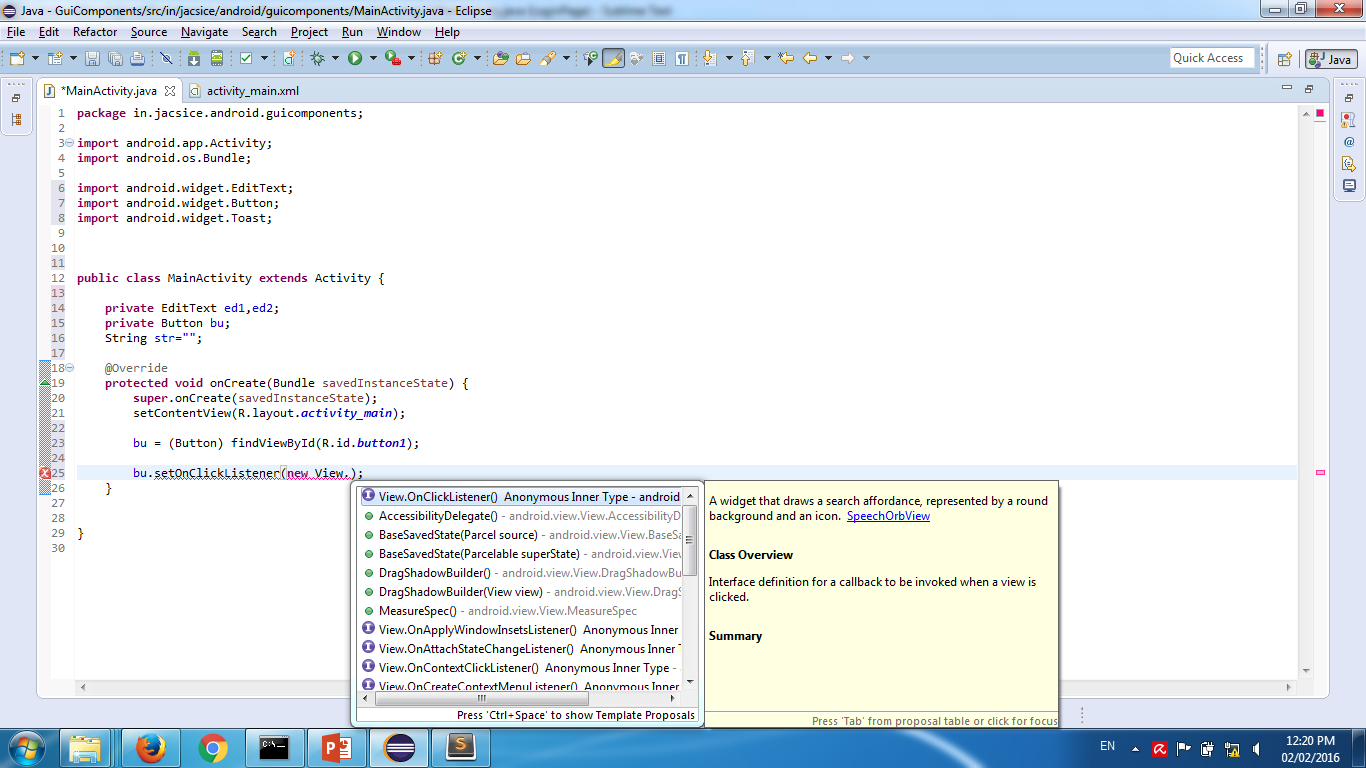 Java - GuiComponents/src/in/jacsice/android/guicomponents/MainActivity.java - Eclipse
File Edit Refactor Source Navigate Search Project Run Window Help
Quick Access
Java
*MainActivity.java
activity_main.xml
1 package in.jacsice.android.guicomponents;
2
3 import android.app.Activity;
4 import android.os.Bundle;
5
6 import android.widget.EditText;
7 import android.widget.Button;
8 import android.widget.Toast;
9
10
11
12 public class MainActivity extends Activity {
13
14 private EditText ed1,ed2;
15 private Button bu;
16 String str="";
17
18 @Override
19 protected void onCreate(Bundle savedInstanceState) {
20 super.onCreate(savedInstanceState);
21 setContentView(R.layout.activity_main);
22
23 bu = (Button) findViewById(R.id.button1);
24
25 bu.setOnClickListener(new View.);
26 }
27
28
29 }
30
View.OnClickListener() Anonymous Inner Type - android
AccessibilityDelegate() - android.view.View.AccessibilityD
BaseSavedState(Parcel source) - android.view.View.BaseSa
BaseSavedState(Parcelable superState) - android.view.View
DragShadowBuilder() - android.view.View.DragShadowBu
DragShadowBuilder(View view) - android.view.View.DragS
MeasureSpec() - android.view.View.MeasureSpec
View.OnApplyWindowInsetsListener() Anonymous Inner
View.OnAttachStateChangeListener() Anonymous Inner T
View.OnContextClickListener() Anonymous Inner Type -
View.OnCreateContextMenuListener() Anonymous Inner
Press 'Ctrl+Space' to show Template Proposals
A widget that draws a search affordance, represented by a round
background and an icon. SpeechOrbView
Class Overview
Interface definition for a callback to be invoked when a view is
clicked.
Summary
Press 'Tab' from proposal table or click for focus
EN
12:20 PM
02/02/2016